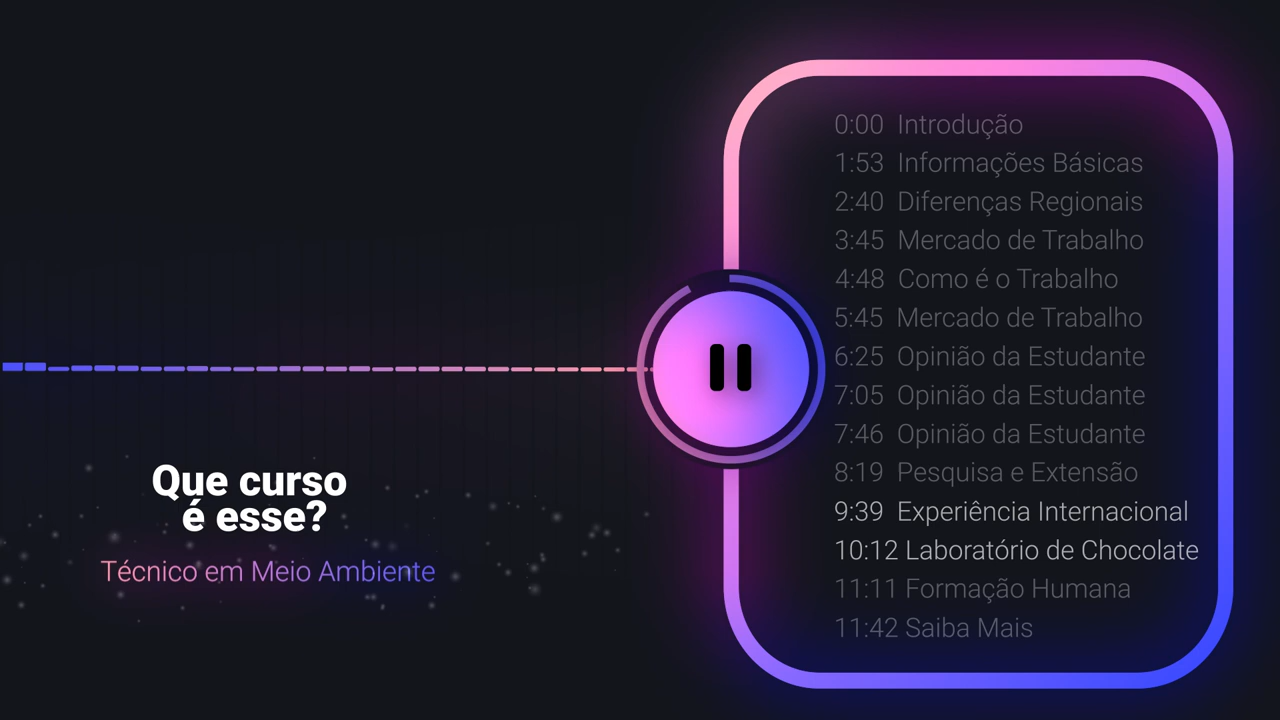 Que curso
é esse?
Técnico em Meio Ambiente
0:00 Introdução
1:53 Informações Básicas
2:40 Diferenças Regionais
3:45 Mercado de Trabalho
4:48 Como é o Trabalho
5:45 Mercado de Trabalho
6:25 Opinião da Estudante
7:05 Opinião da Estudante
7:46 Opinião da Estudante
8:19 Pesquisa e Extensão
9:39 Experiência Internacional
10:12 Laboratório de Chocolate
11:11 Formação Humana
11:42 Saiba Mais